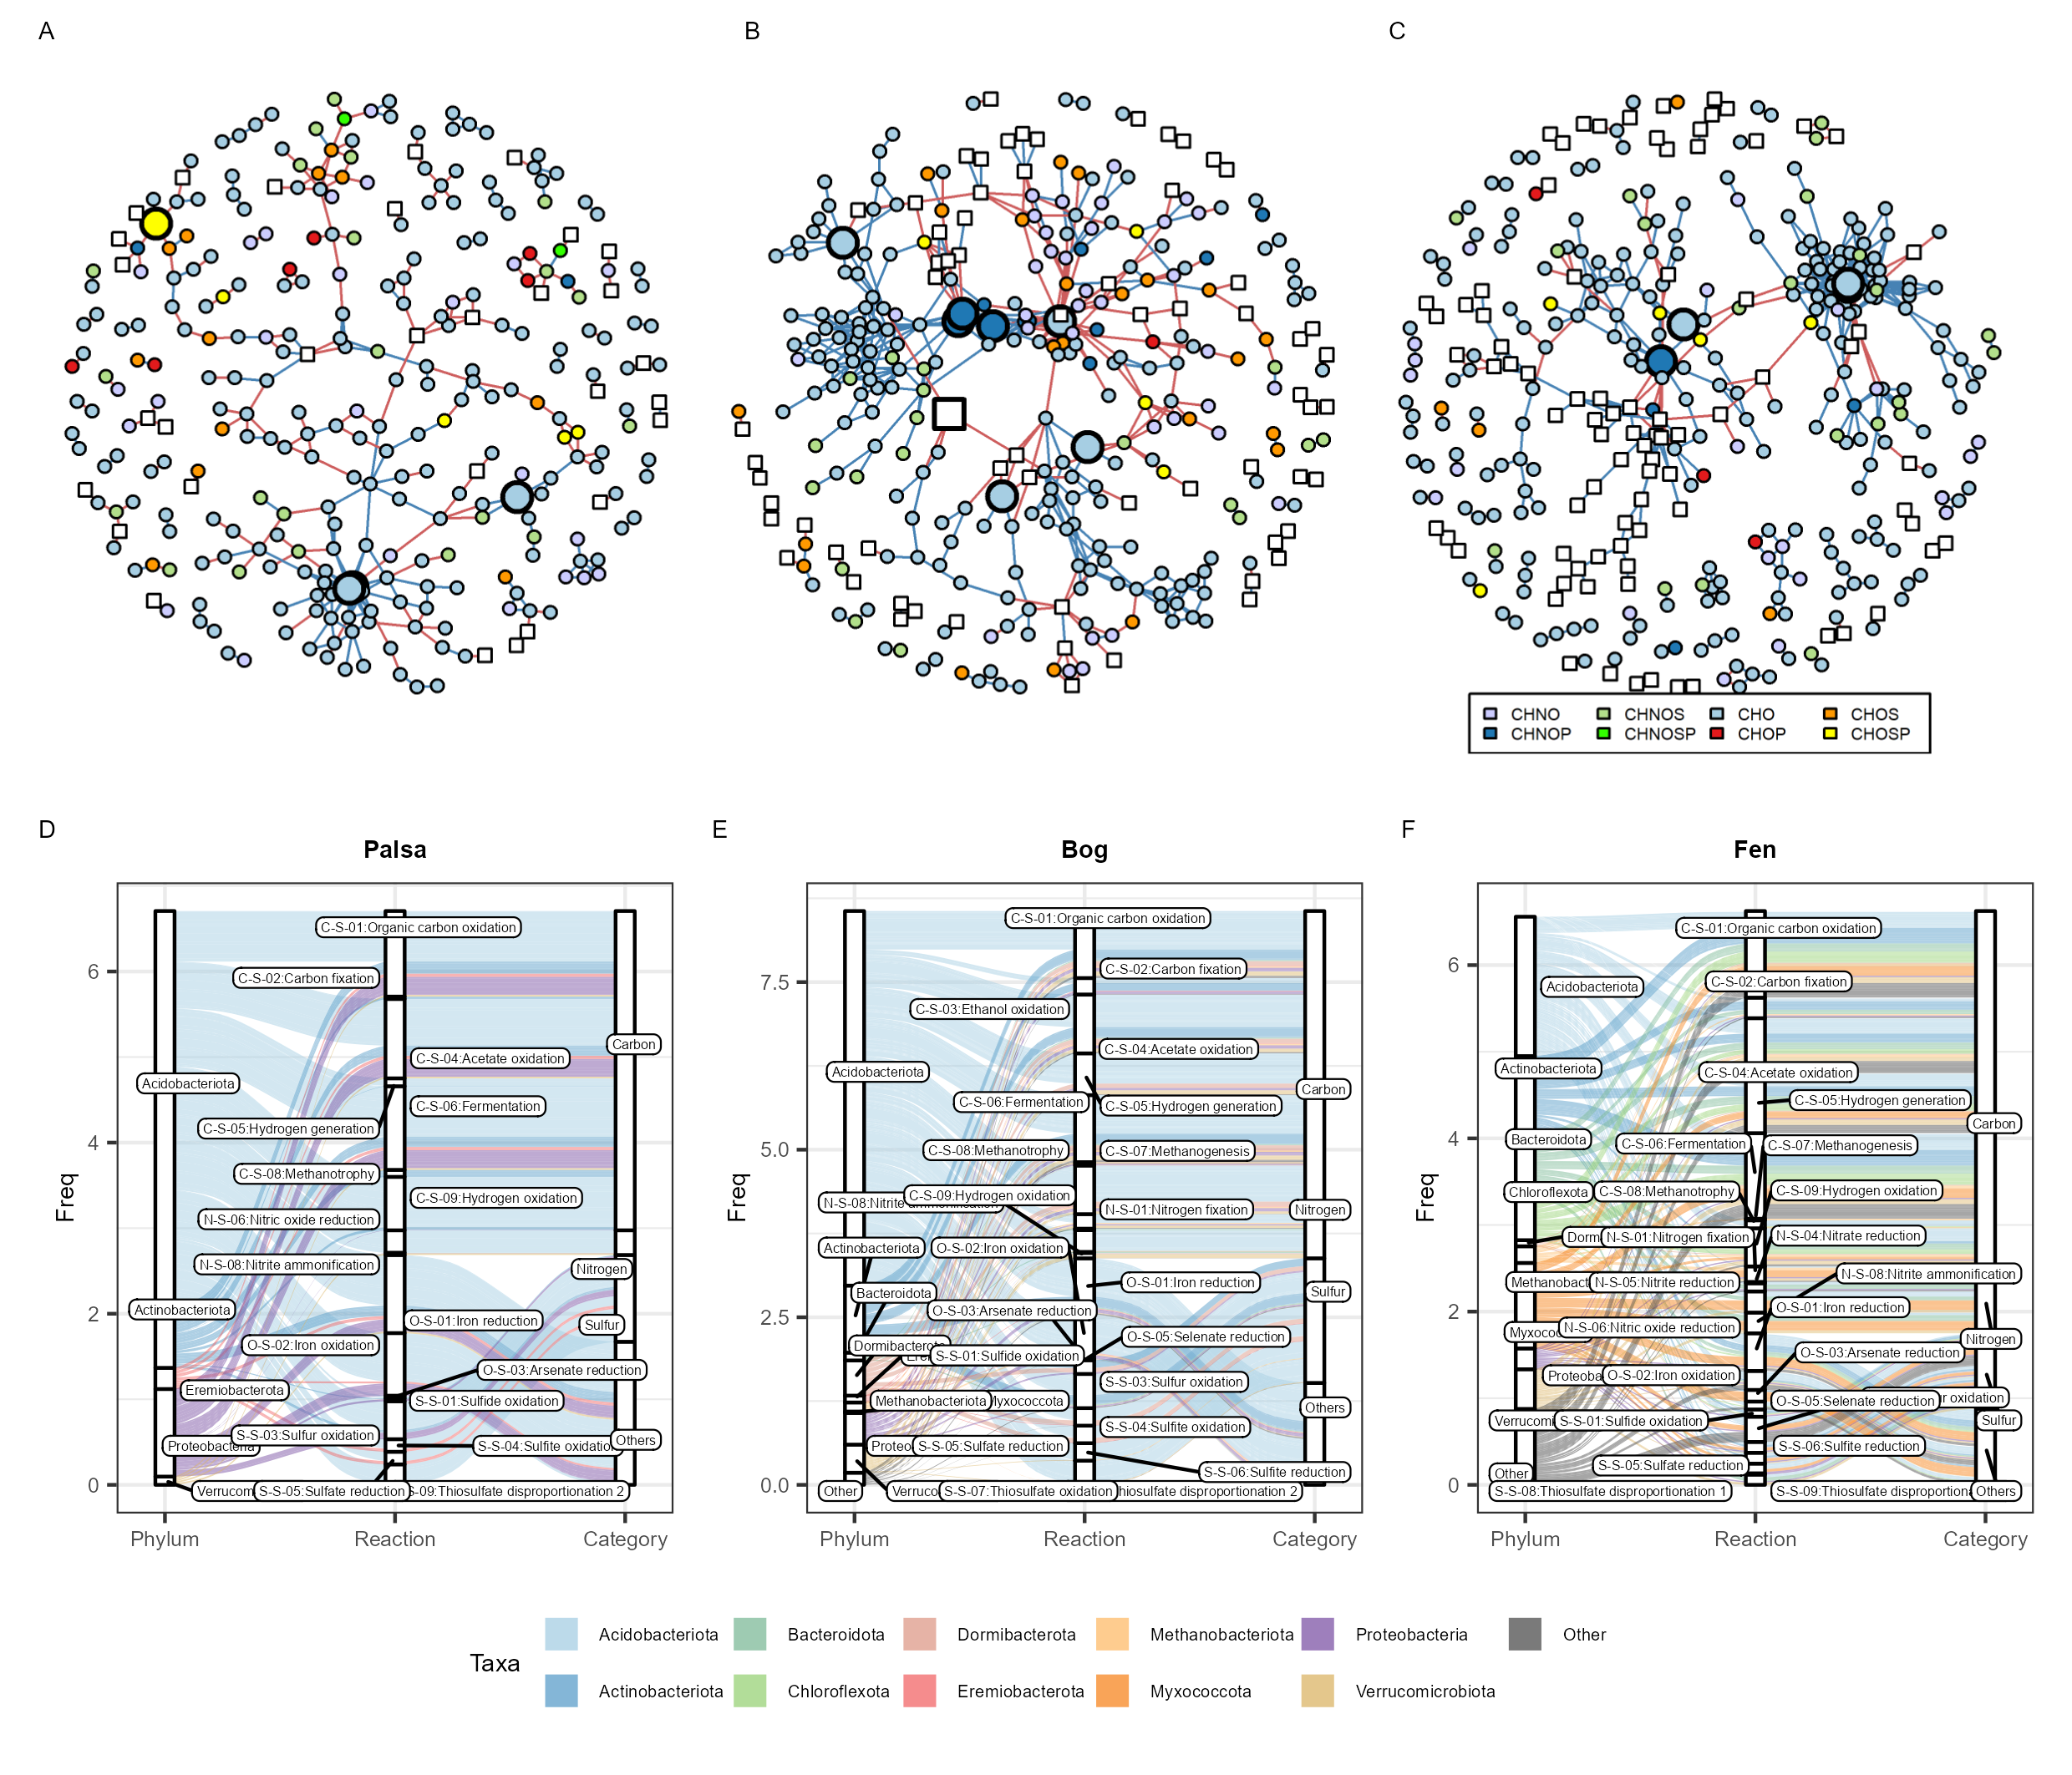 A
B
C
CHNO CHNOS CHO CHOS
CHNOP CHNOSP CHOP CHOSP
D
Palsa
Freq
6
4
2
0
C-S-01:Organic carbon oxidation
C-S-02:Carbon fixation
Carbon
C-S-04:Acetate oxidation
Acidobacteriota
C-S-06:Fermentation
C-S-05:Hydrogen generation
C-S-08:Methanotrophy
C-S-09:Hydrogen oxidation
N-S-06:Nitric oxide reduction
N-S-08:Nitrite ammonification
Nitrogen
Actinobacteriota
O-S-01:Iron reduction
Sulfur
O-S-02:Iron oxidation
O-S-03:Arsenate reduction
Eremiobacterota
S-S-01:Sulfide oxidation
S-S-03:Sulfur oxidation
Proteobacteria
S-S-04:Sulfite oxidation
Others
Verrucom
S-S-05:Sulfate reduction
S-09:Thiosulfate disproportionation 2
Phylum Reaction Category
E
Bog
Freq
7.5
5.0
2.5
0.0
C-S-01:Organic carbon oxidation
C-S-02:Carbon fixation
C-S-03:Ethanol oxidation
C-S-04:Acetate oxidation
Acidobacteriota
Carbon
C-S-06:Fermentation
C-S-05:Hydrogen generation
C-S-08:Methanotrophy
C-S-07:Methanogenesis
C-S-09:Hydrogen oxidation
N-S-08:Nitrite ammonification
N-S-01:Nitrogen fixation
Nitrogen
Actinobacteriota
O-S-02:Iron oxidation
O-S-01:Iron reduction
Bacteroidota
Sulfur
O-S-03:Arsenate reduction
O-S-05:Selenate reduction
Dormibacterota
S-S-01:Sulfide oxidation
S-S-03:Sulfur oxidation
Methanobacteriota
Myxococcota
Others
S-S-04:Sulfite oxidation
Proteo
S-S-05:Sulfate reduction
S-S-06:Sulfite reduction
Other
Verruco
S-S-07:Thiosulfate oxidation
hiosulfate disproportionation 2
Phylum Reaction Category
F
Fen
Freq
6
4
2
0
C-S-01:Organic carbon oxidation
C-S-02:Carbon fixation
Acidobacteriota
Actinobacteriota
C-S-04:Acetate oxidation
C-S-05:Hydrogen generation
Carbon
Bacteroidota
C-S-06:Fermentation
C-S-07:Methanogenesis
Chloroflexota
C-S-08:Methanotrophy
C-S-09:Hydrogen oxidation
Dorm
N-S-01:Nitrogen fixation
N-S-04:Nitrate reduction
N-S-08:Nitrite ammonification
Methanobact
N-S-05:Nitrite reduction
O-S-01:Iron reduction
Myxococ
N-S-06:Nitric oxide reduction
Nitrogen
O-S-03:Arsenate reduction
Proteoba
O-S-02:Iron oxidation
O-S-05:Selenate reduction
r oxidation
Verrucomi
S-S-01:Sulfide oxidation
Sulfur
S-S-06:Sulfite reduction
S-S-05:Sulfate reduction
Other
S-S-08:Thiosulfate disproportionation 1
S-S-09:Thiosulfate disproportiona
Others
Phylum Reaction Category
Taxa
Acidobacteriota Bacteroidota Dormibacterota Methanobacteriota Proteobacteria Other
Actinobacteriota Chloroflexota Eremiobacterota Myxococcota Verrucomicrobiota